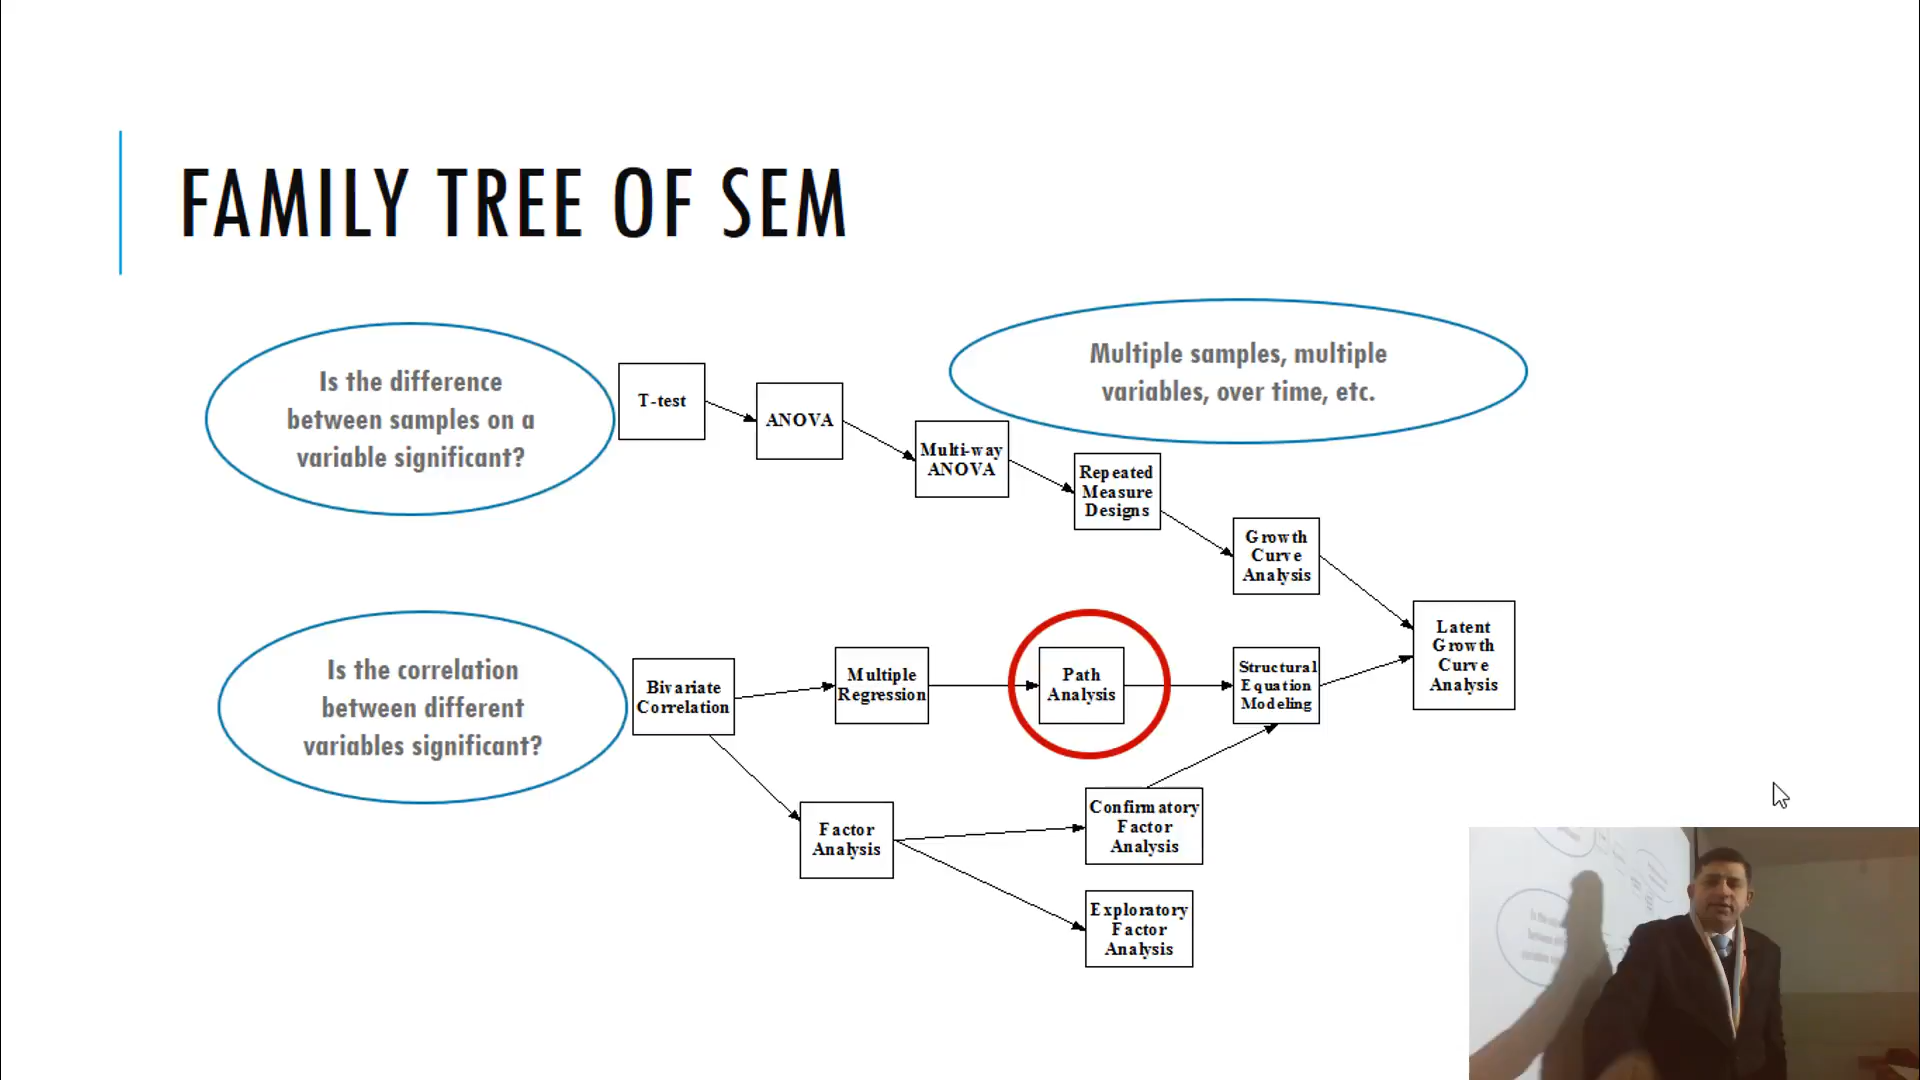 FAMILY TREE OF SEM
Is the difference
between samples on a
variable significant?
Multiple samples, multiple
variables, over time, etc.
T-test
ANOVA
Multi-way
ANOVA
Repeated
Measure
Designs
Growth
Curve
Analysis
Latent
Growth
Curve
Analysis
Is the correlation
between different
variables significant?
Bivariate
Correlation
Multiple
Regression
Path
Analysis
Structural
Equation
Modeling
Factor
Analysis
Confirmatory
Factor
Analysis
Exploratory
Factor
Analysis